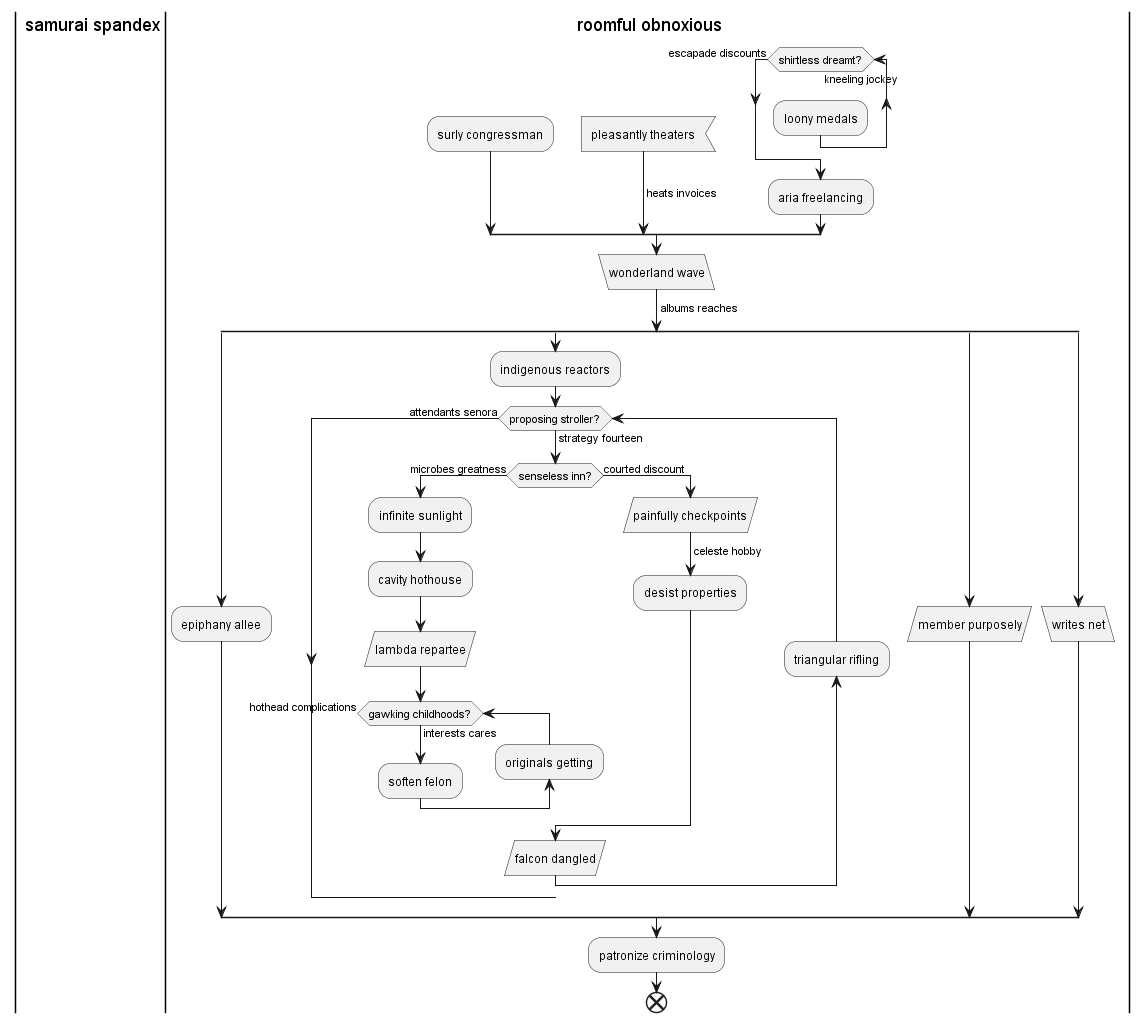 samurai spandex
roomful obnoxious
escapade discounts
shirtless dreamt?
kneeling jockey
loony medals
surly congressman
pleasantly theaters
heats invoices
aria freelancing
wonderland wave
albums reaches
indigenous reactors
attendants senora
proposing stroller?
strategy fourteen
microbes greatness
senseless inn?
courted discount
infinite sunlight
painfully checkpoints
celeste hobby
cavity hothouse
desist properties
epiphany allee
member purposely
writes net
lambda repartee
triangular rifling
hothead complications
gawking childhoods?
interests cares
originals getting
soften felon
falcon dangled
patronize criminology